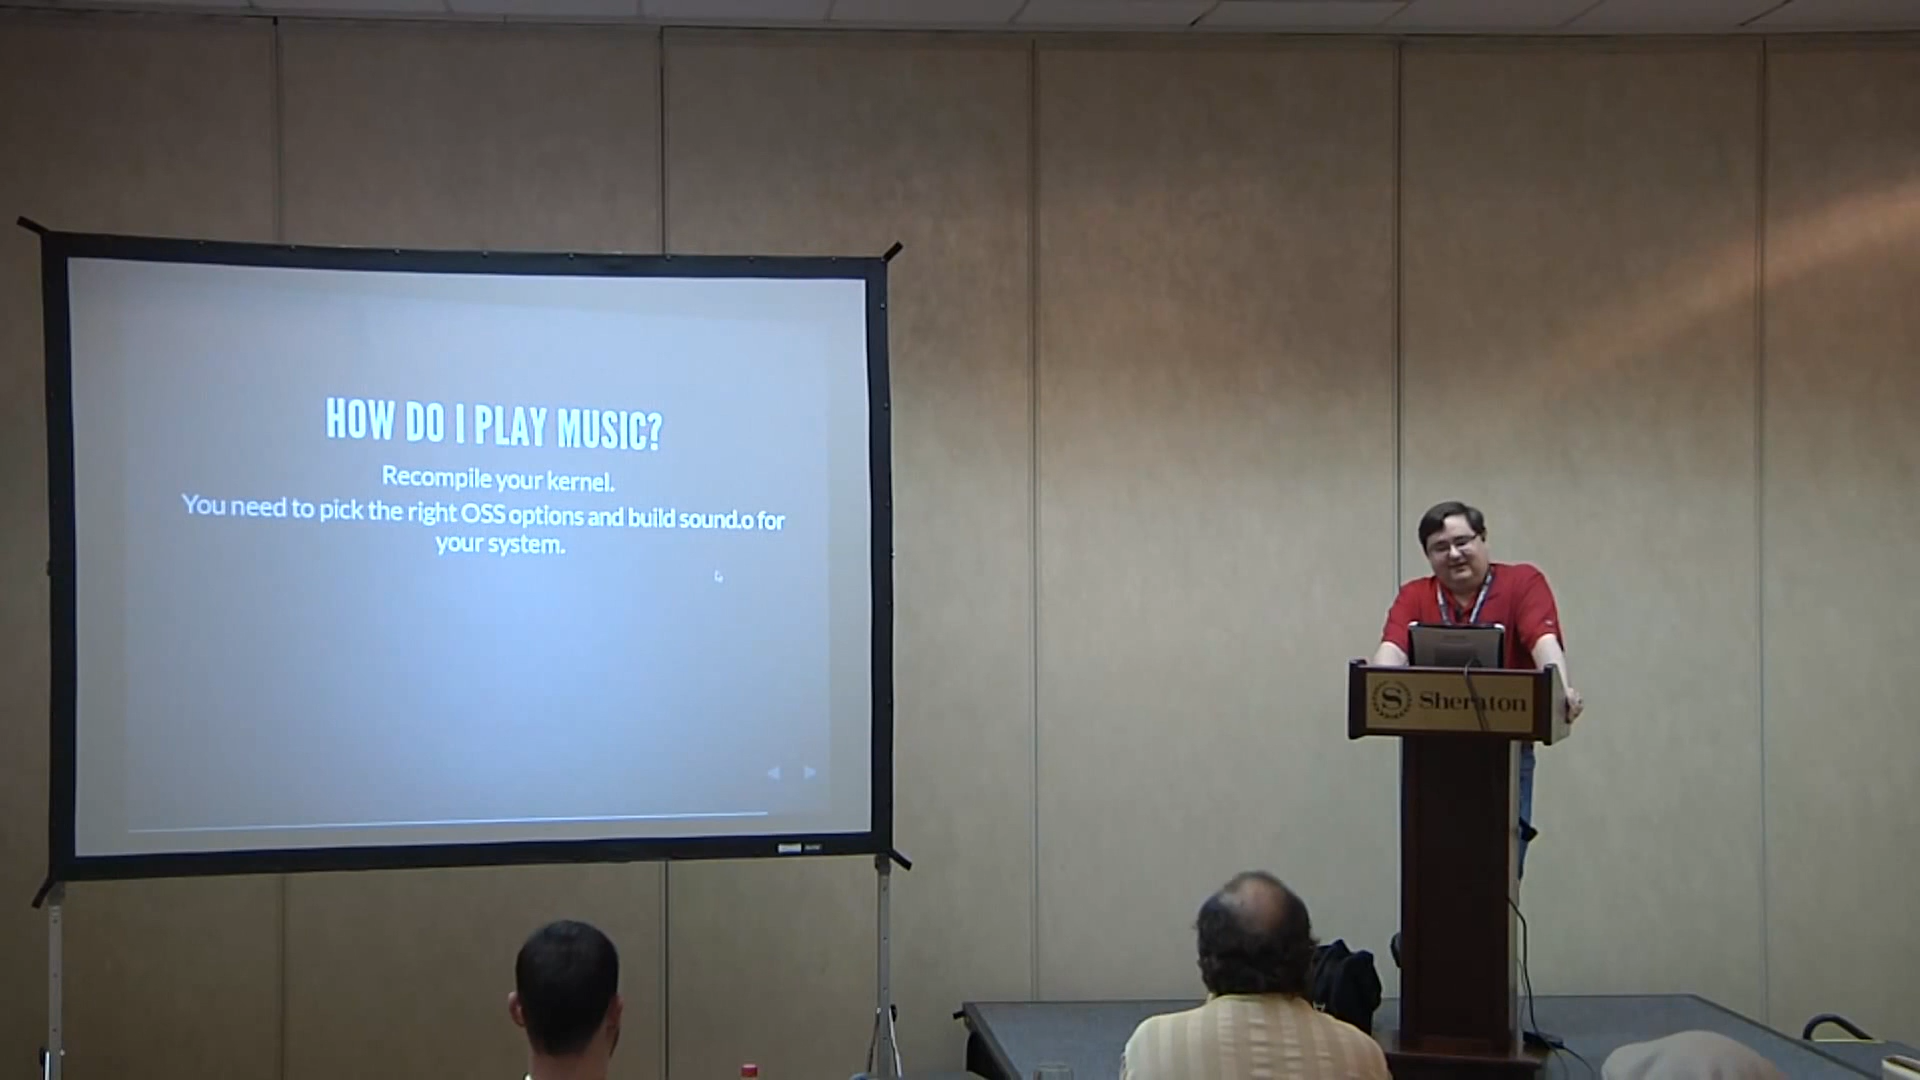 HOW DO I PLAY MUSIC?
Recompile your kernel.
You need to pick the right OSS options and build sound.o for
your system.
S Sheraton